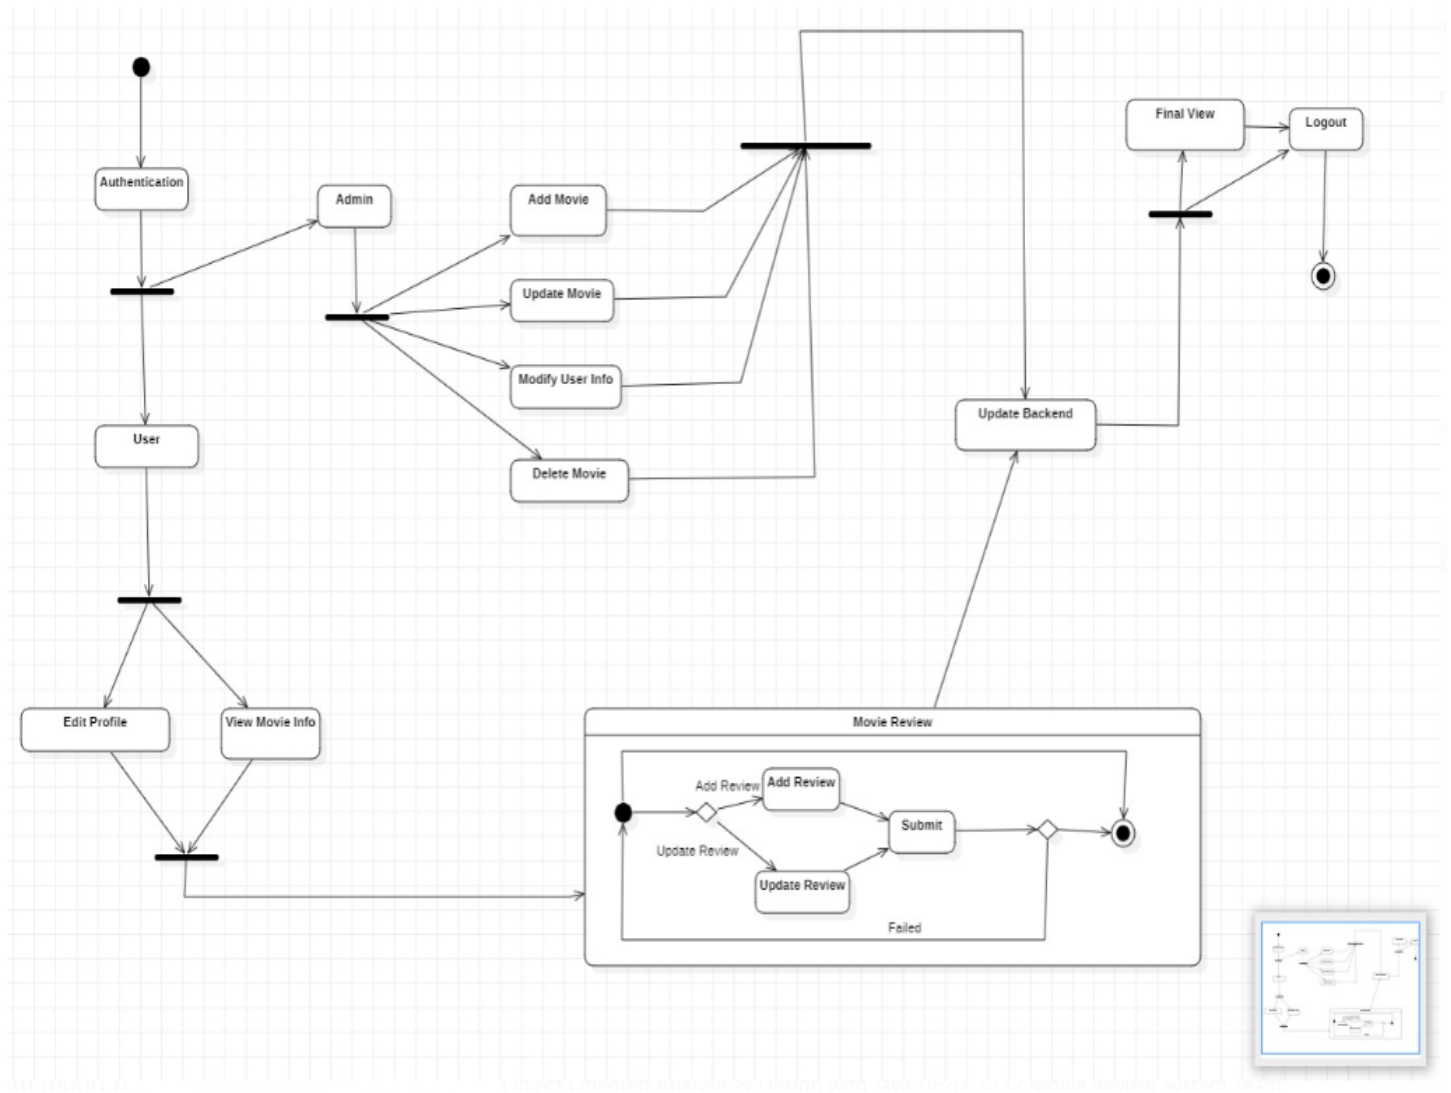 Final View
Logout
Authentication
Admin
Add Movie
Update Movie
Modify User Info
Update Backend
User
Delete Movie
Edit Profile
View Movie Info
Movie Review
Add Review
Add Review
Submit
Update Review
Update Review
Failed